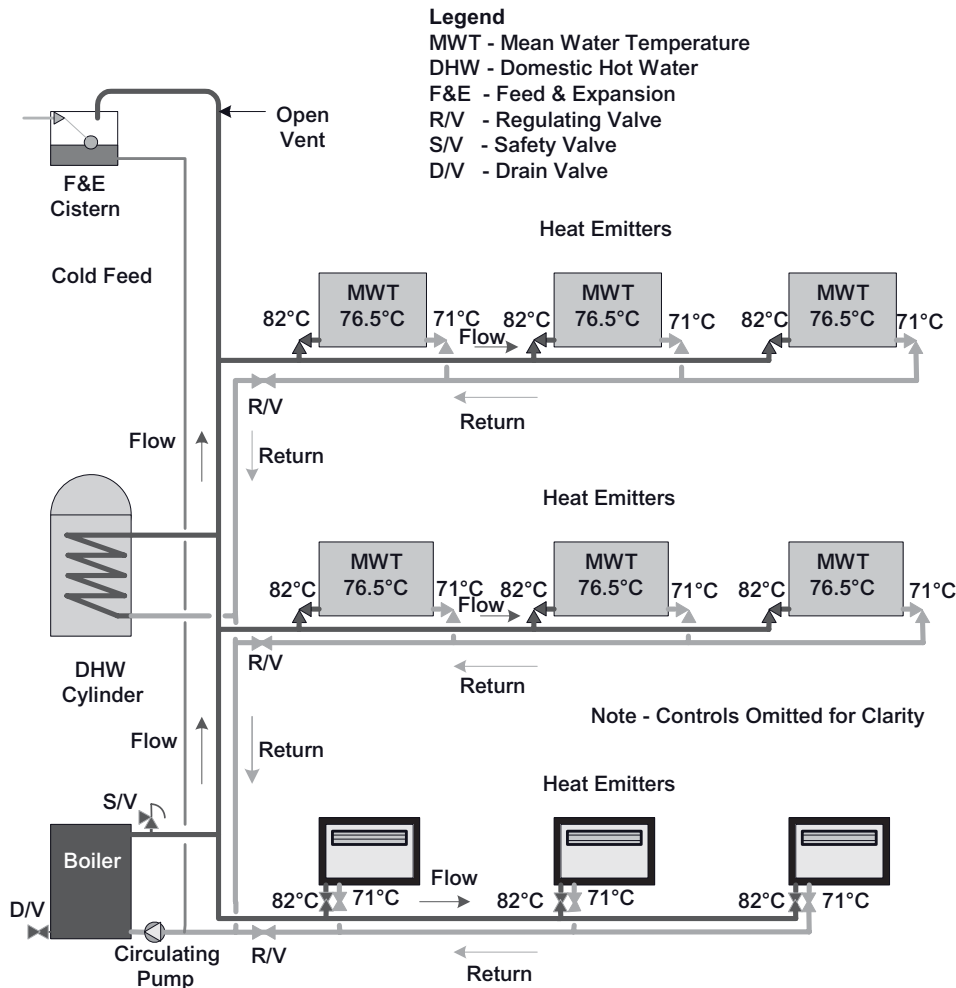 Legend
MWT - Mean Water Temperature
DHW - Domestic Hot Water
F&E - Feed & Expansion
R/V - Regulating Valve
S/V - Safety Valve
D/V - Drain Valve
Open
Vent
F&E
Cistern
Cold Feed
Heat Emitters
MWT
76.5°C
MWT
76.5°C
MWT
76.5°C
82°C
71°C
Flow
82°C
71°C
82°C
71°C
R/V
Return
Flow
Return
Heat Emitters
MWT
76.5°C
MWT
76.5°C
MWT
76.5°C
82°C
71°C
Flow
82°C
71°C
82°C
71°C
R/V
Return
DHW
Cylinder
Note - Controls Omitted for Clarity
Flow
Return
Heat Emitters
S/V
Boiler
Flow
82°C
71°C
82°C
71°C
82°C
71°C
D/V
Circulating
Pump
R/V
Return